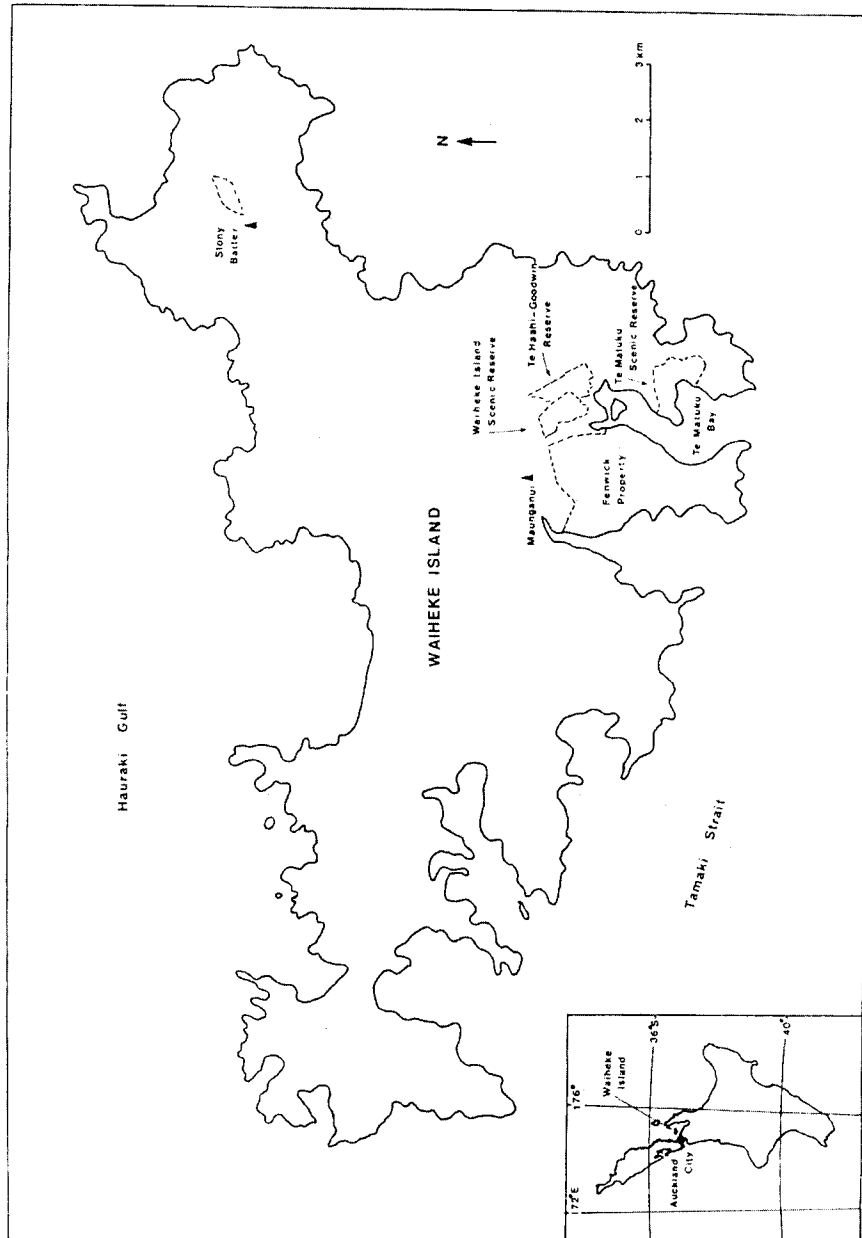 Hauraki Gulf
WAIHEKE ISLAND
Stony
Batter
N
Waiheke Island
Scenic Reserve
Te Haahi-Goodwin
Reserve
Te Matuku
Scenic Reserve
Maunganui
Fenwick
Property
Te Matuku
Bay
Tamaki Strait
0 1 2 3 km
172°E
176°
36°S
40°
Waiheke
Island
Auckland
City